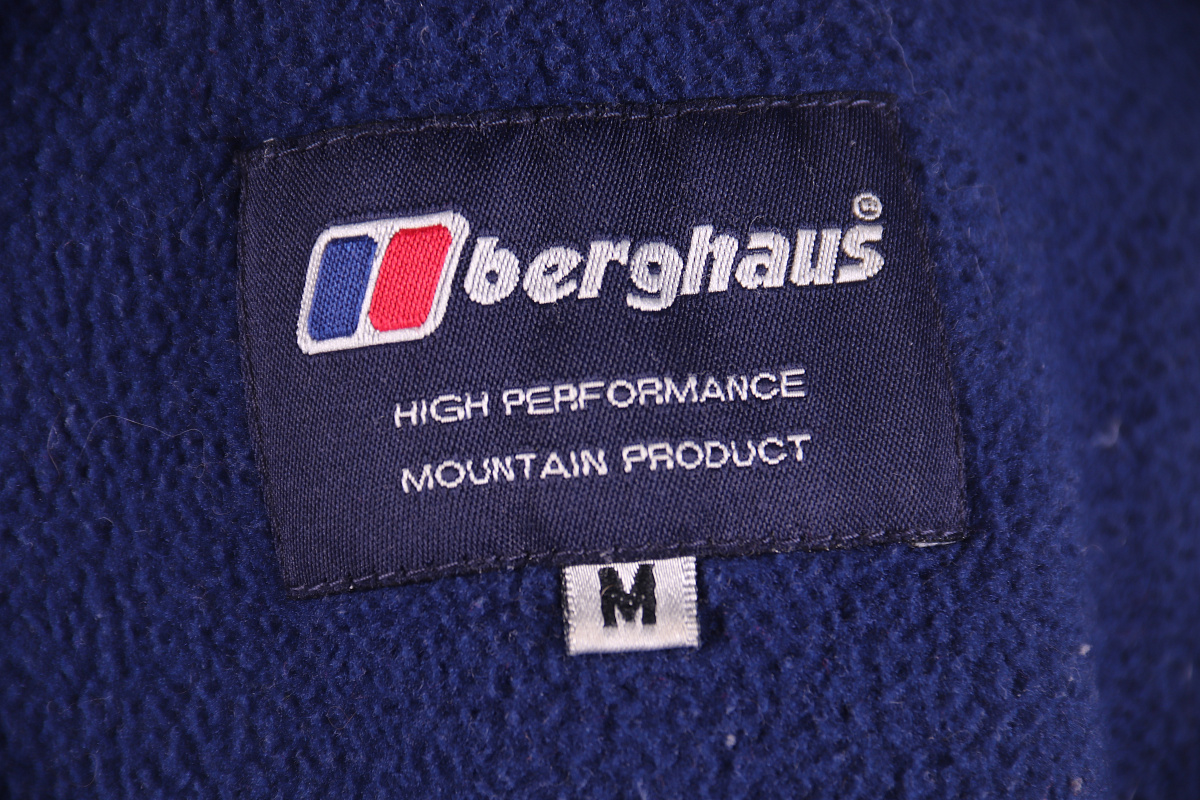 berghaus®
HIGH PERFORMANCE
MOUNTAIN PRODUCT
M